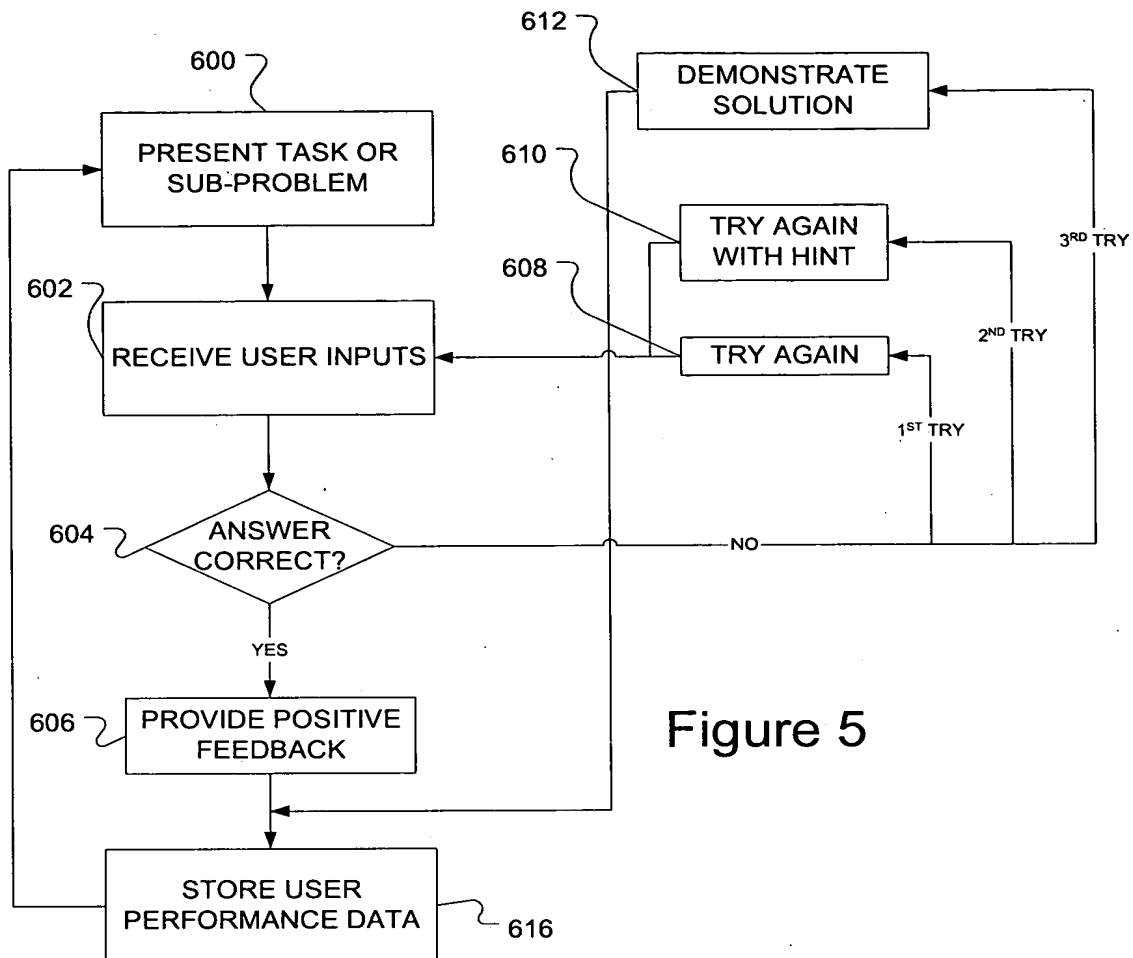 612
600
DEMONSTRATE
SOLUTION
PRESENT TASK OR
SUB-PROBLEM
610
TRY AGAIN
WITH HINT
3RD TRY
608
602
RECEIVE USER INPUTS
TRY AGAIN
2ND TRY
1ST TRY
604
ANSWER
CORRECT?
NO
YES
606
PROVIDE POSITIVE
FEEDBACK
Figure 5
STORE USER
PERFORMANCE DATA
616